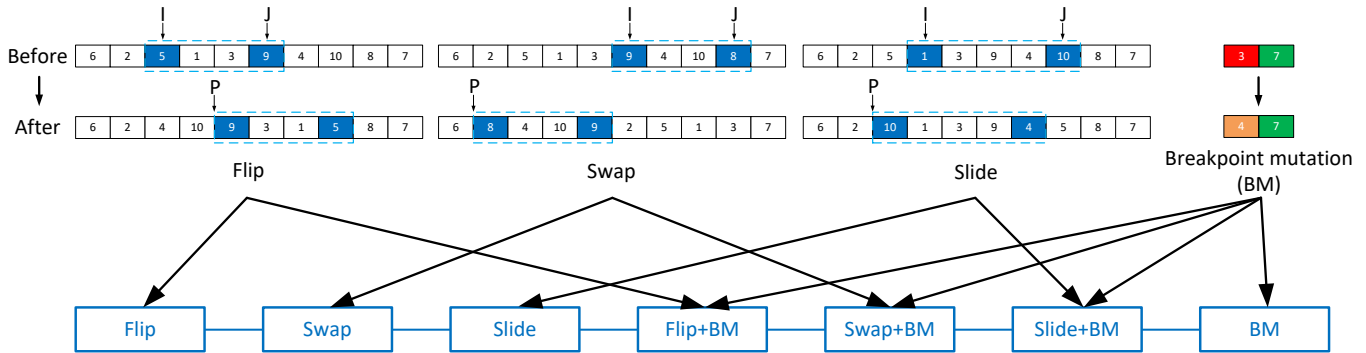 I J I J I J
Before 6 2 5 1 3 9 4 10 8 7 6 2 5 1 3 9 4 10 8 7 6 2 5 1 3 9 4 10 8 7 3 7
P P P
After 6 2 4 10 9 3 1 5 8 7 6 8 4 10 9 2 5 1 3 7 6 2 10 1 3 9 4 5 8 7 4 7
Flip Swap Slide Breakpoint mutation
(BM)
Flip Swap Slide Flip+BM Swap+BM Slide+BM BM